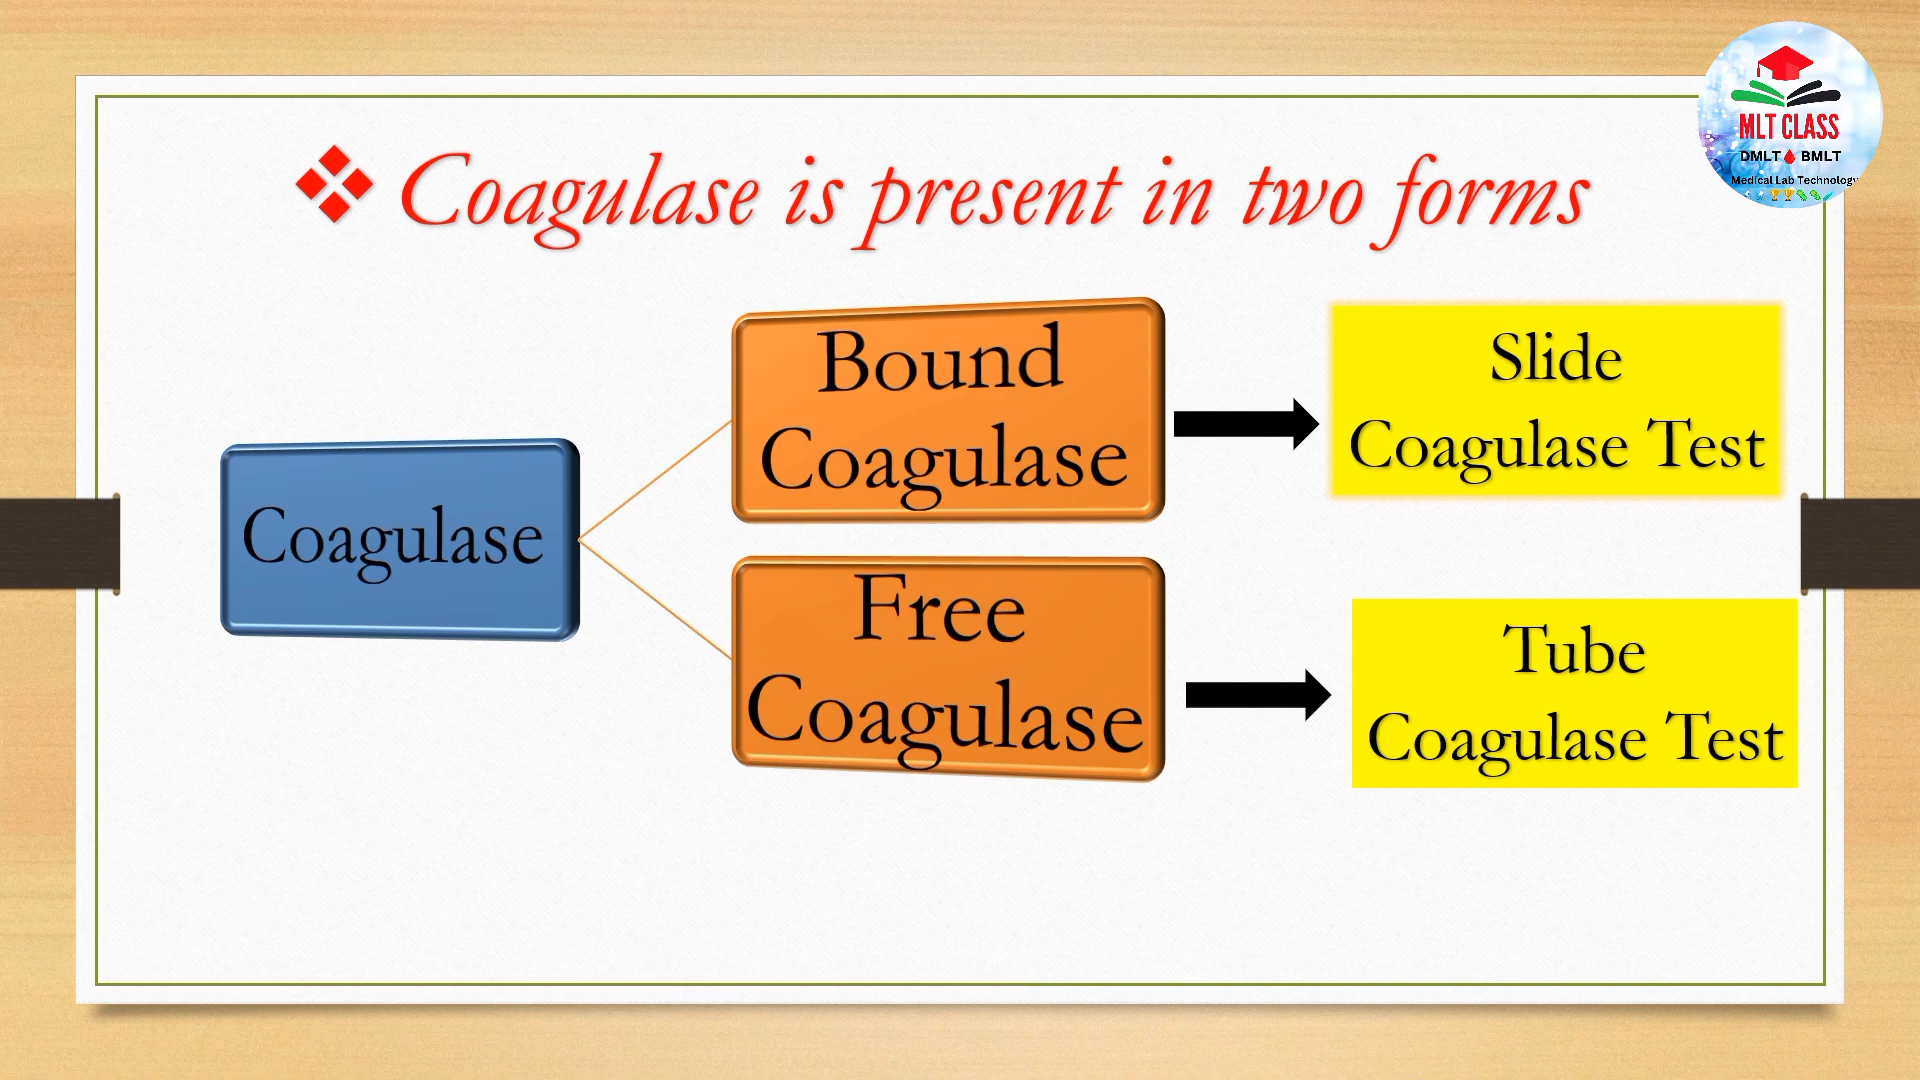 MLT CLASS
DMLT BMLT
Medical Lab Technology
Coagulase is present in two forms
Coagulase
Bound
Coagulase
Slide
Coagulase Test
Free
Coagulase
Tube
Coagulase Test